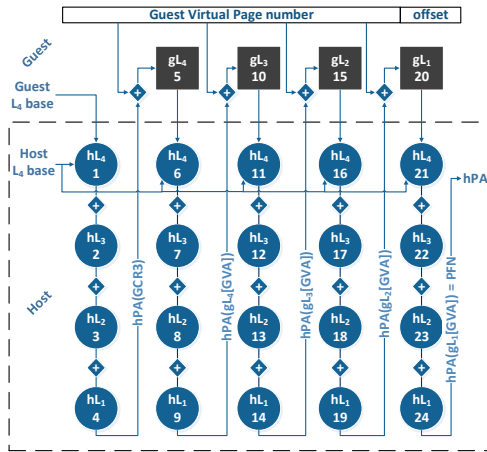 Guest Virtual Page number
offset
Guest
gL4
5
gL3
10
gL2
15
gL1
20
Guest
L4 base
Host
L4 base
hL4
1
hL4
6
hL4
11
hL4
16
hL4
21
hPA
hL3
2
hL3
7
hL3
12
hL3
17
hL3
22
hL2
3
hL2
8
hL2
13
hL2
18
hL2
23
hL1
4
hL1
9
hL1
14
hL1
19
hL1
24
Host
hPA(GCR3)
hPA(gL4[GVA])
hPA(gL3[GVA])
hPA(gL2[GVA])
hPA(gL1[GVA]) = PFN